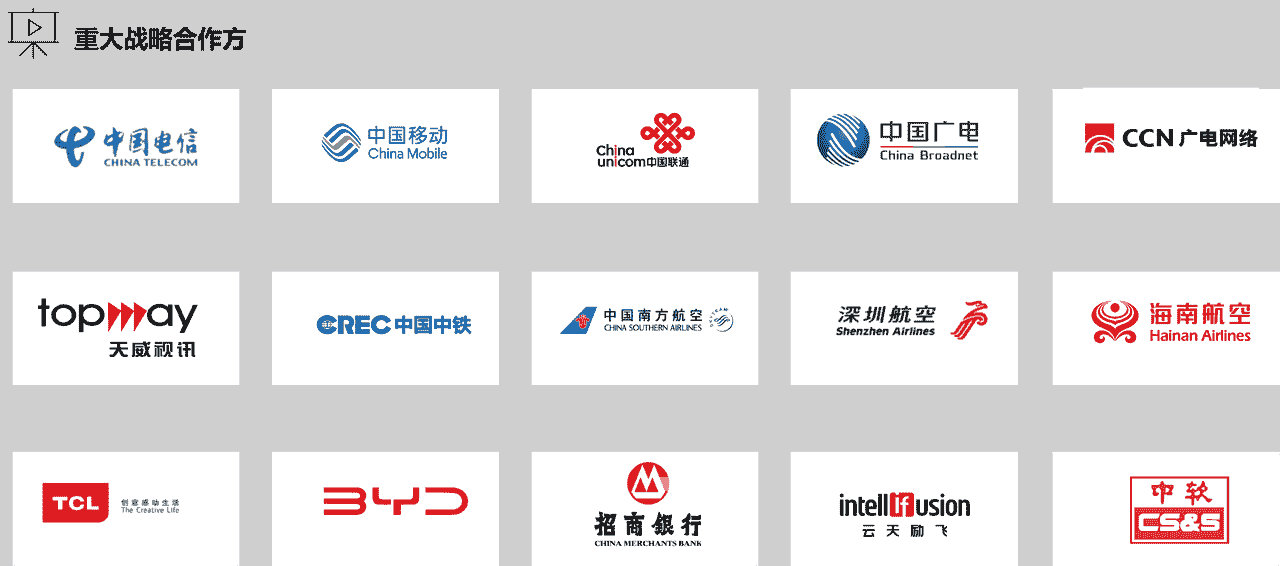 重大战略合作方
中国电信
CHINA TELECOM
中国移动
China Mobile
China
unicom中国联通
中国广电
China Broadnet
CCN 广电网络
topway
天威视讯
CREC 中国中铁
中国南方航空
CHINA SOUTHERN AIRLINES
SKYTEAM
深圳航空
Shenzhen Airlines
海南航空
Hainan Airlines
TCL
创意感动生活
The Creative Life
BYD
招商銀行
CHINA MERCHANTS BANK
intellifusion
云天励飞
中软
CS&S